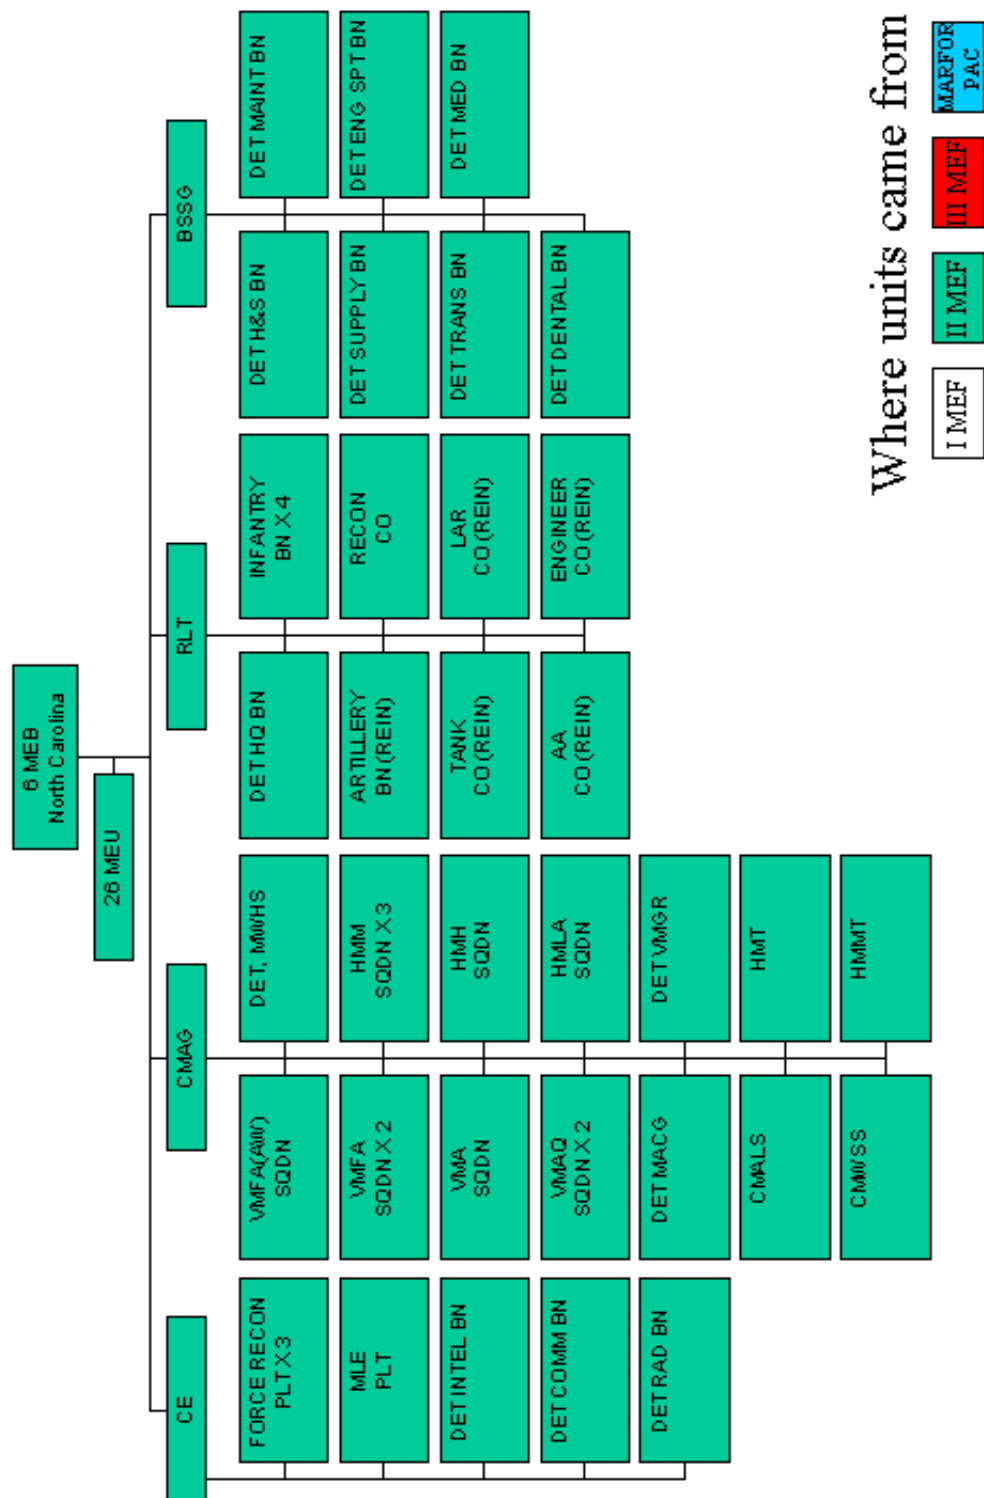 6 MEB
North Carolina
26 MEU
CE
CMAG
RLT
BSSG
FORCE RECON
PLT X 3
MLE
PLT
DET INTEL BN
DET COMM BN
DET RAD BN
VMFA(AW)
SQDN
VMFA
SQDN X 2
VMA
SQDN
VMAQ
SQDN X 2
DET MACG
CMALS
CMWSS
DET, MWHS
HMM
SQDN X 3
HMH
SQDN
HMLA
SQDN
DET VMGR
HMT
HMMT
DET HQ BN
ARTILLERY
BN (REIN)
TANK
CO (REIN)
AA
CO (REIN)
INFANTRY
BN X 4
RECON
CO
LAR
CO (REIN)
ENGINEER
CO (REIN)
DET H&S BN
DET SUPPLY BN
DET TRANS BN
DET DENTAL BN
DET MAINT BN
DET ENG SPT BN
DET MED BN
Where units came from
I MEF
II MEF
III MEF
MARFOR
PAC